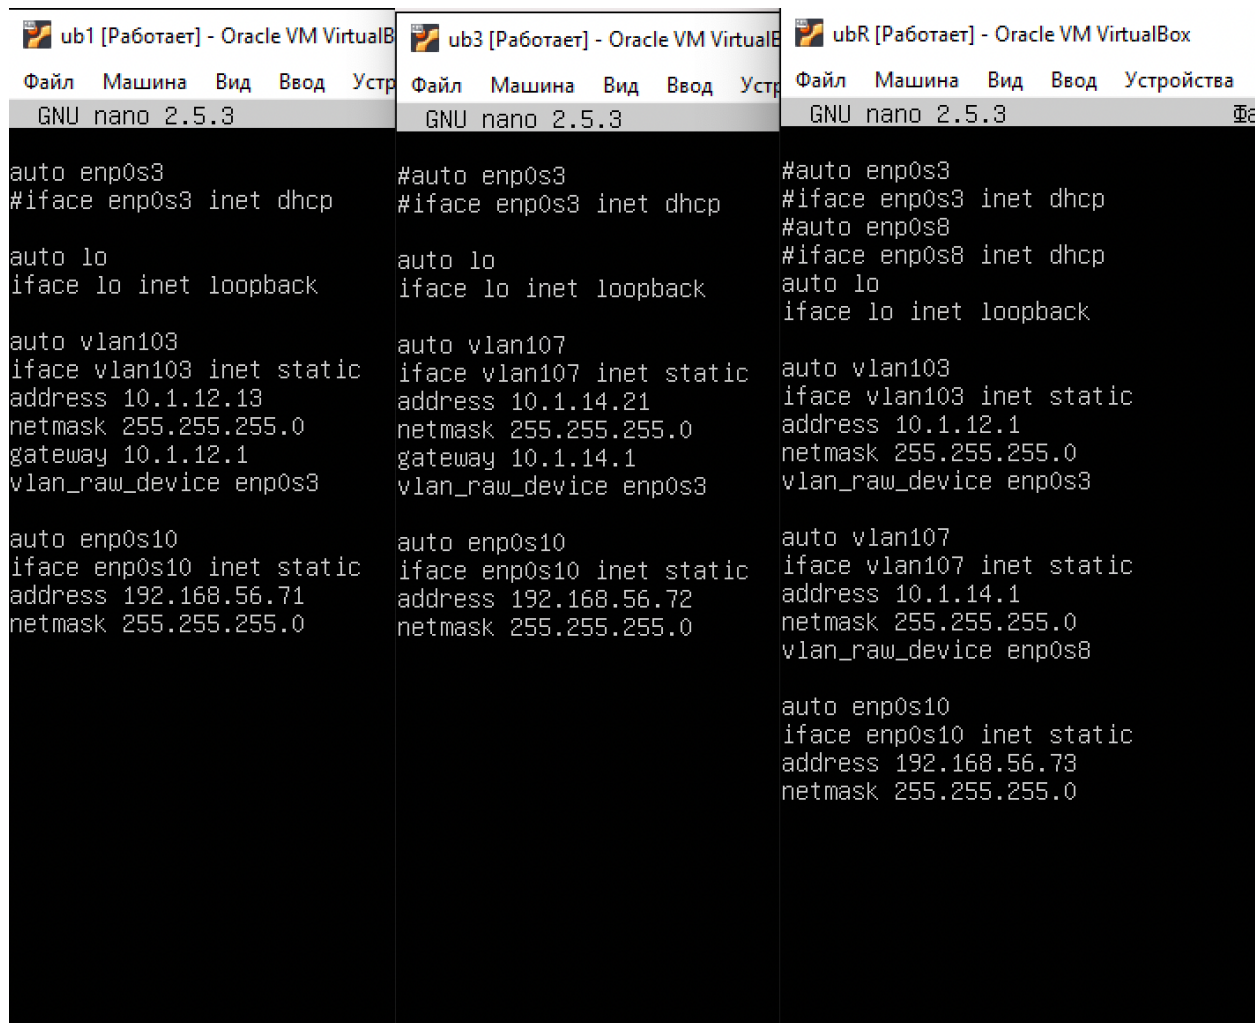 ub1 [Работает] - Oracle VM VirtualB
Файл Машина Вид Ввод Устр
GNU nano 2.5.3
auto enp0s3
#iface enp0s3 inet dhcp
auto lo
iface lo inet loopback
auto vlan103
iface vlan103 inet static
address 10.1.12.13
netmask 255.255.255.0
gateway 10.1.12.1
vlan_raw_device enp0s3
auto enp0s10
iface enp0s10 inet static
address 192.168.56.71
netmask 255.255.255.0
ub3 [Работает] - Oracle VM VirtualB
Файл Машина Вид Ввод Устр
GNU nano 2.5.3
#auto enp0s3
#iface enp0s3 inet dhcp
auto lo
iface lo inet loopback
auto vlan107
iface vlan107 inet static
address 10.1.14.21
netmask 255.255.255.0
gateway 10.1.14.1
vlan_raw_device enp0s3
auto enp0s10
iface enp0s10 inet static
address 192.168.56.72
netmask 255.255.255.0
ubR [Работает] - Oracle VM VirtualBox
Файл Машина Вид Ввод Устройства
GNU nano 2.5.3 Фа
#auto enp0s3
#iface enp0s3 inet dhcp
#auto enp0s8
#iface enp0s8 inet dhcp
auto lo
iface lo inet loopback
auto vlan103
iface vlan103 inet static
address 10.1.12.1
netmask 255.255.255.0
vlan_raw_device enp0s3
auto vlan107
iface vlan107 inet static
address 10.1.14.1
netmask 255.255.255.0
vlan_raw_device enp0s8
auto enp0s10
iface enp0s10 inet static
address 192.168.56.73
netmask 255.255.255.0